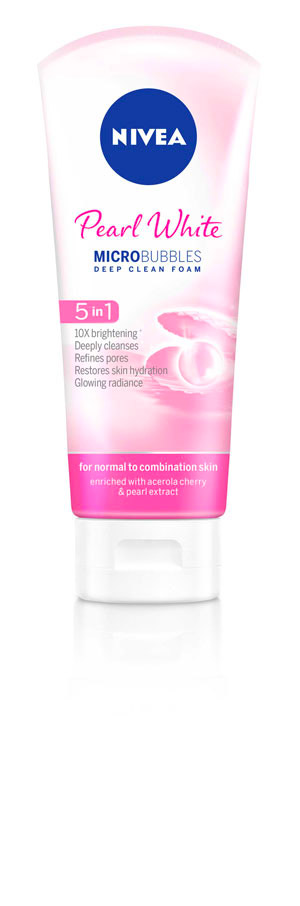 NIVEA
Pearl White
MICROBUBBLES
DEEP CLEAN FOAM
5 in 1
10X brightening*
Deeply cleanses
Refines pores
Restores skin hydration
Glowing radiance
for normal to combination skin
enriched with acerola cherry
& pearl extract